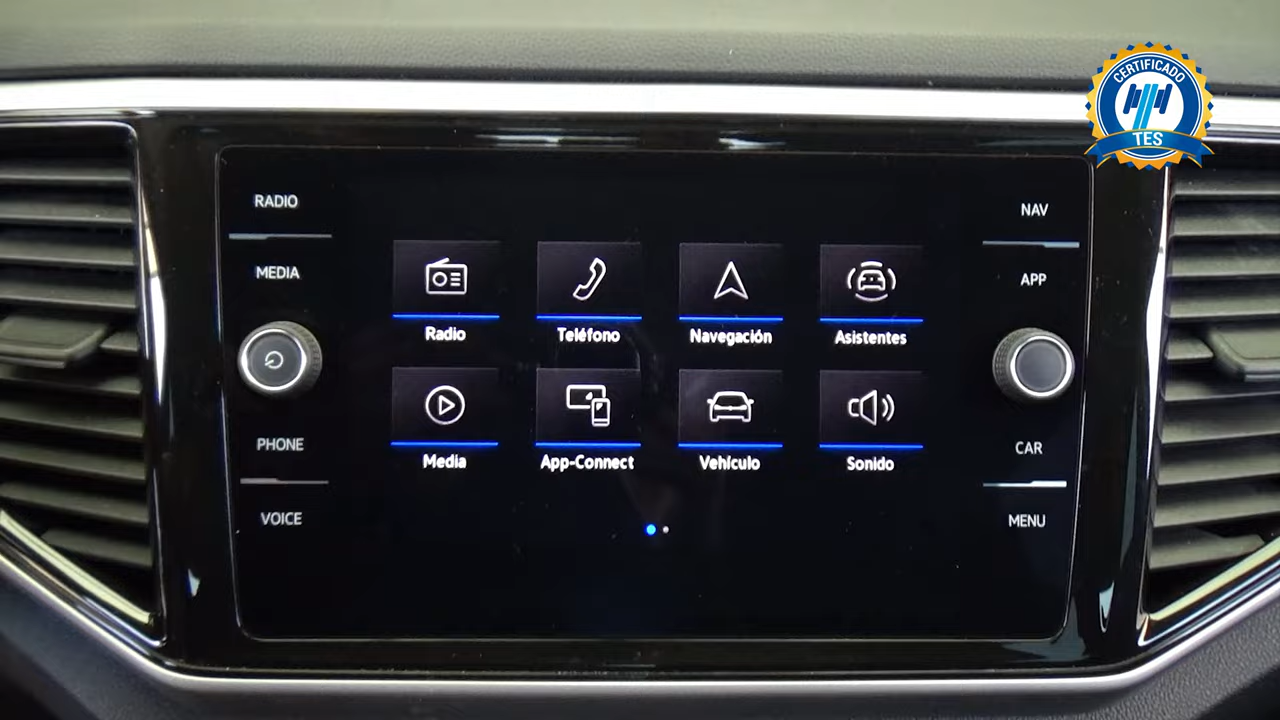 CERTIFICADO
TES
RADIO
NAV
MEDIA
APP
Radio
Teléfono
Navegación
Asistentes
Media
App-Connect
Vehículo
Sonido
PHONE
CAR
VOICE
MENU